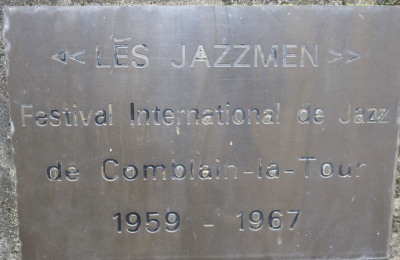 << LES JAZZMEN >>
Festival International de Jazz
de Comblain-la-Tour
1959 - 1967